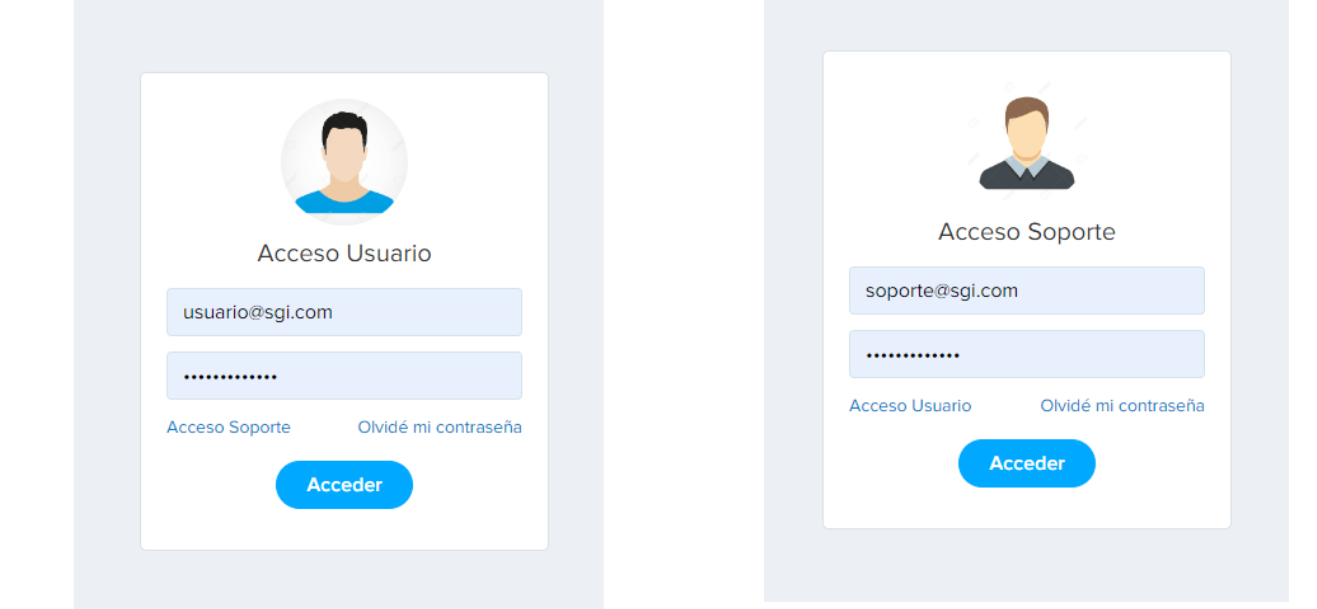 Acceso Usuario
usuario@sgi.com
•••••••••••••
Acceso Soporte Olvidé mi contraseña
Acceder
Acceso Soporte
soporte@sgi.com
•••••••••••••
Acceso Usuario Olvidé mi contraseña
Acceder